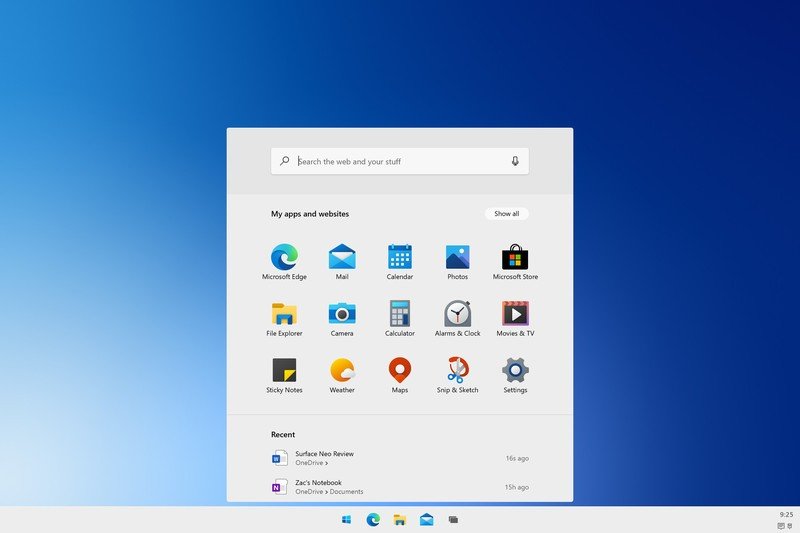 Search the web and your stuff
My apps and websites
Show all
Microsoft Edge
Mail
Calendar
Photos
Microsoft Store
File Explorer
Camera
Calculator
Alarms & Clock
Movies & TV
Sticky Notes
Weather
Maps
Snip & Sketch
Settings
Recent
Surface Neo Review
16s ago
OneDrive ›
Zac's Notebook
15h ago
OneDrive › Documents
9:25